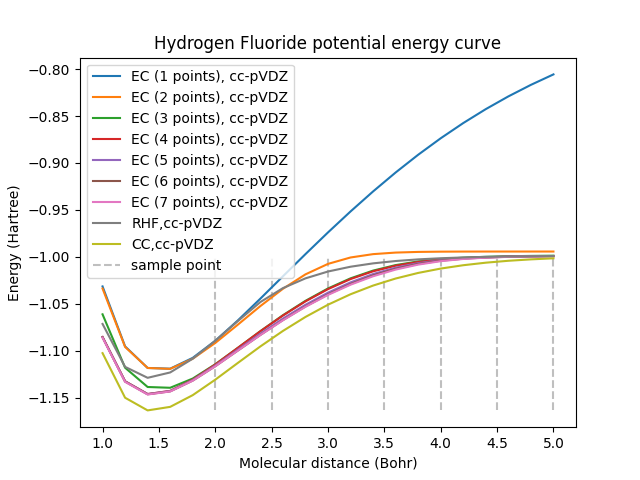 Hydrogen Fluoride potential energy curve
EC (1 points), cc-pVDZ
EC (2 points), cc-pVDZ
EC (3 points), cc-pVDZ
EC (4 points), cc-pVDZ
EC (5 points), cc-pVDZ
EC (6 points), cc-pVDZ
EC (7 points), cc-pVDZ
RHF,cc-pVDZ
CC,cc-pVDZ
sample point
Energy (Hartree)
−0.80
−0.85
−0.90
−0.95
−1.00
−1.05
−1.10
−1.15
1.0 1.5 2.0 2.5 3.0 3.5 4.0 4.5 5.0
Molecular distance (Bohr)